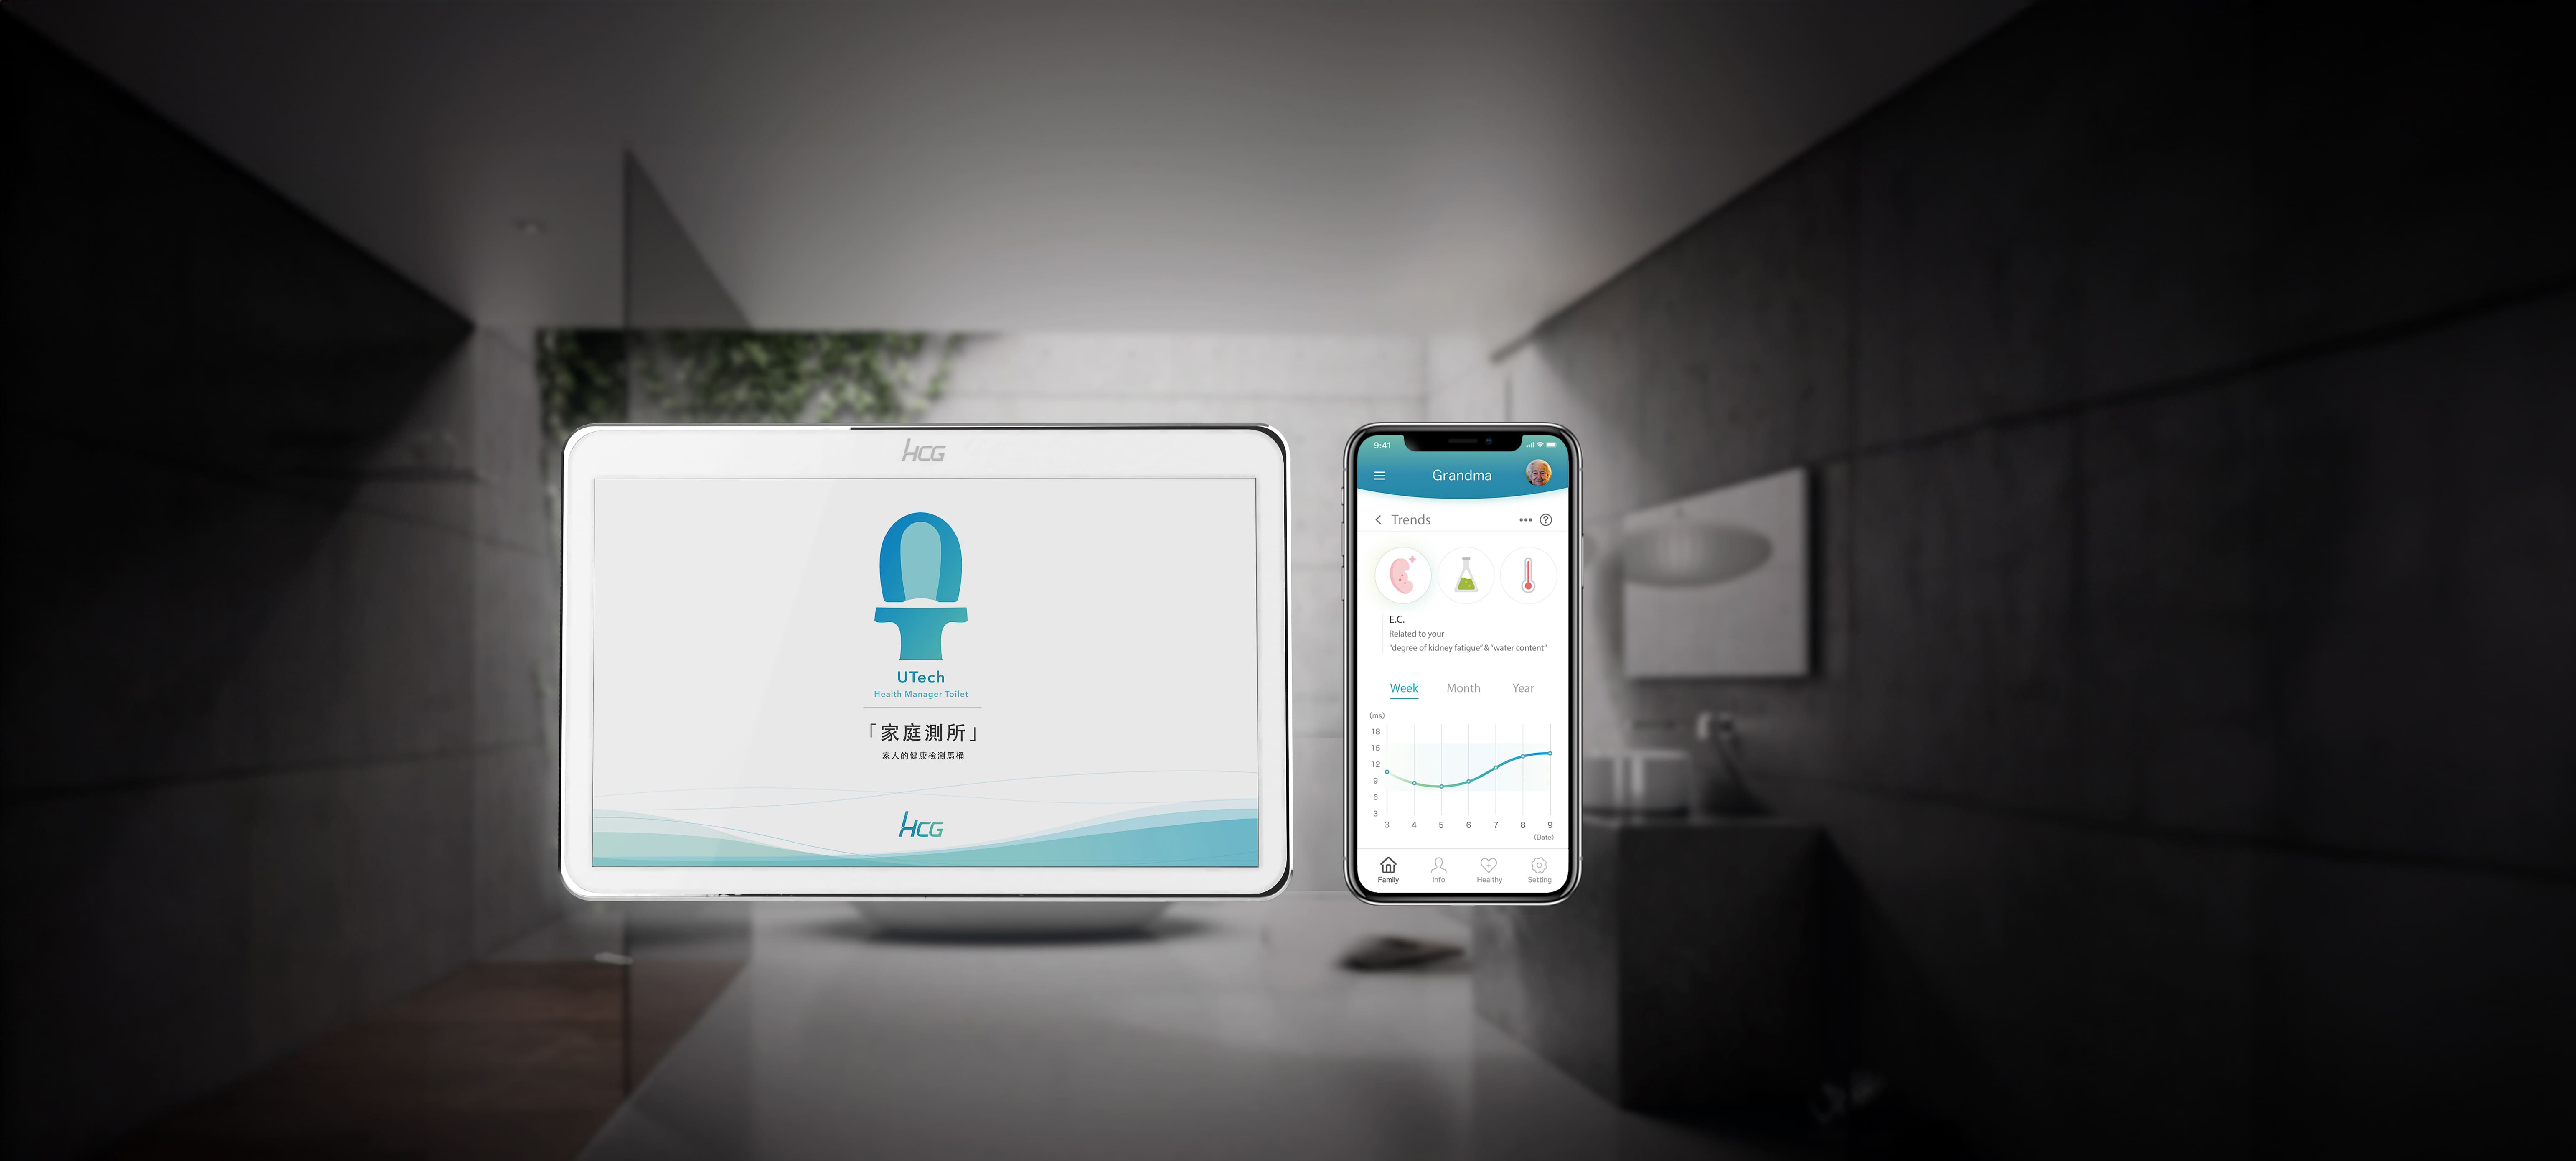 HCG
UTech
Health Manager Toilet
「家庭測所」
家人的健康檢測馬桶
HCG
9:41
Grandma
Trends
E.C.
Related to your
"degree of kidney fatigue" & "water content"
Week Month Year
(ms)
18
15
12
9
6
3
3 4 5 6 7 8 9
(Date)
Family Info Healthy Setting